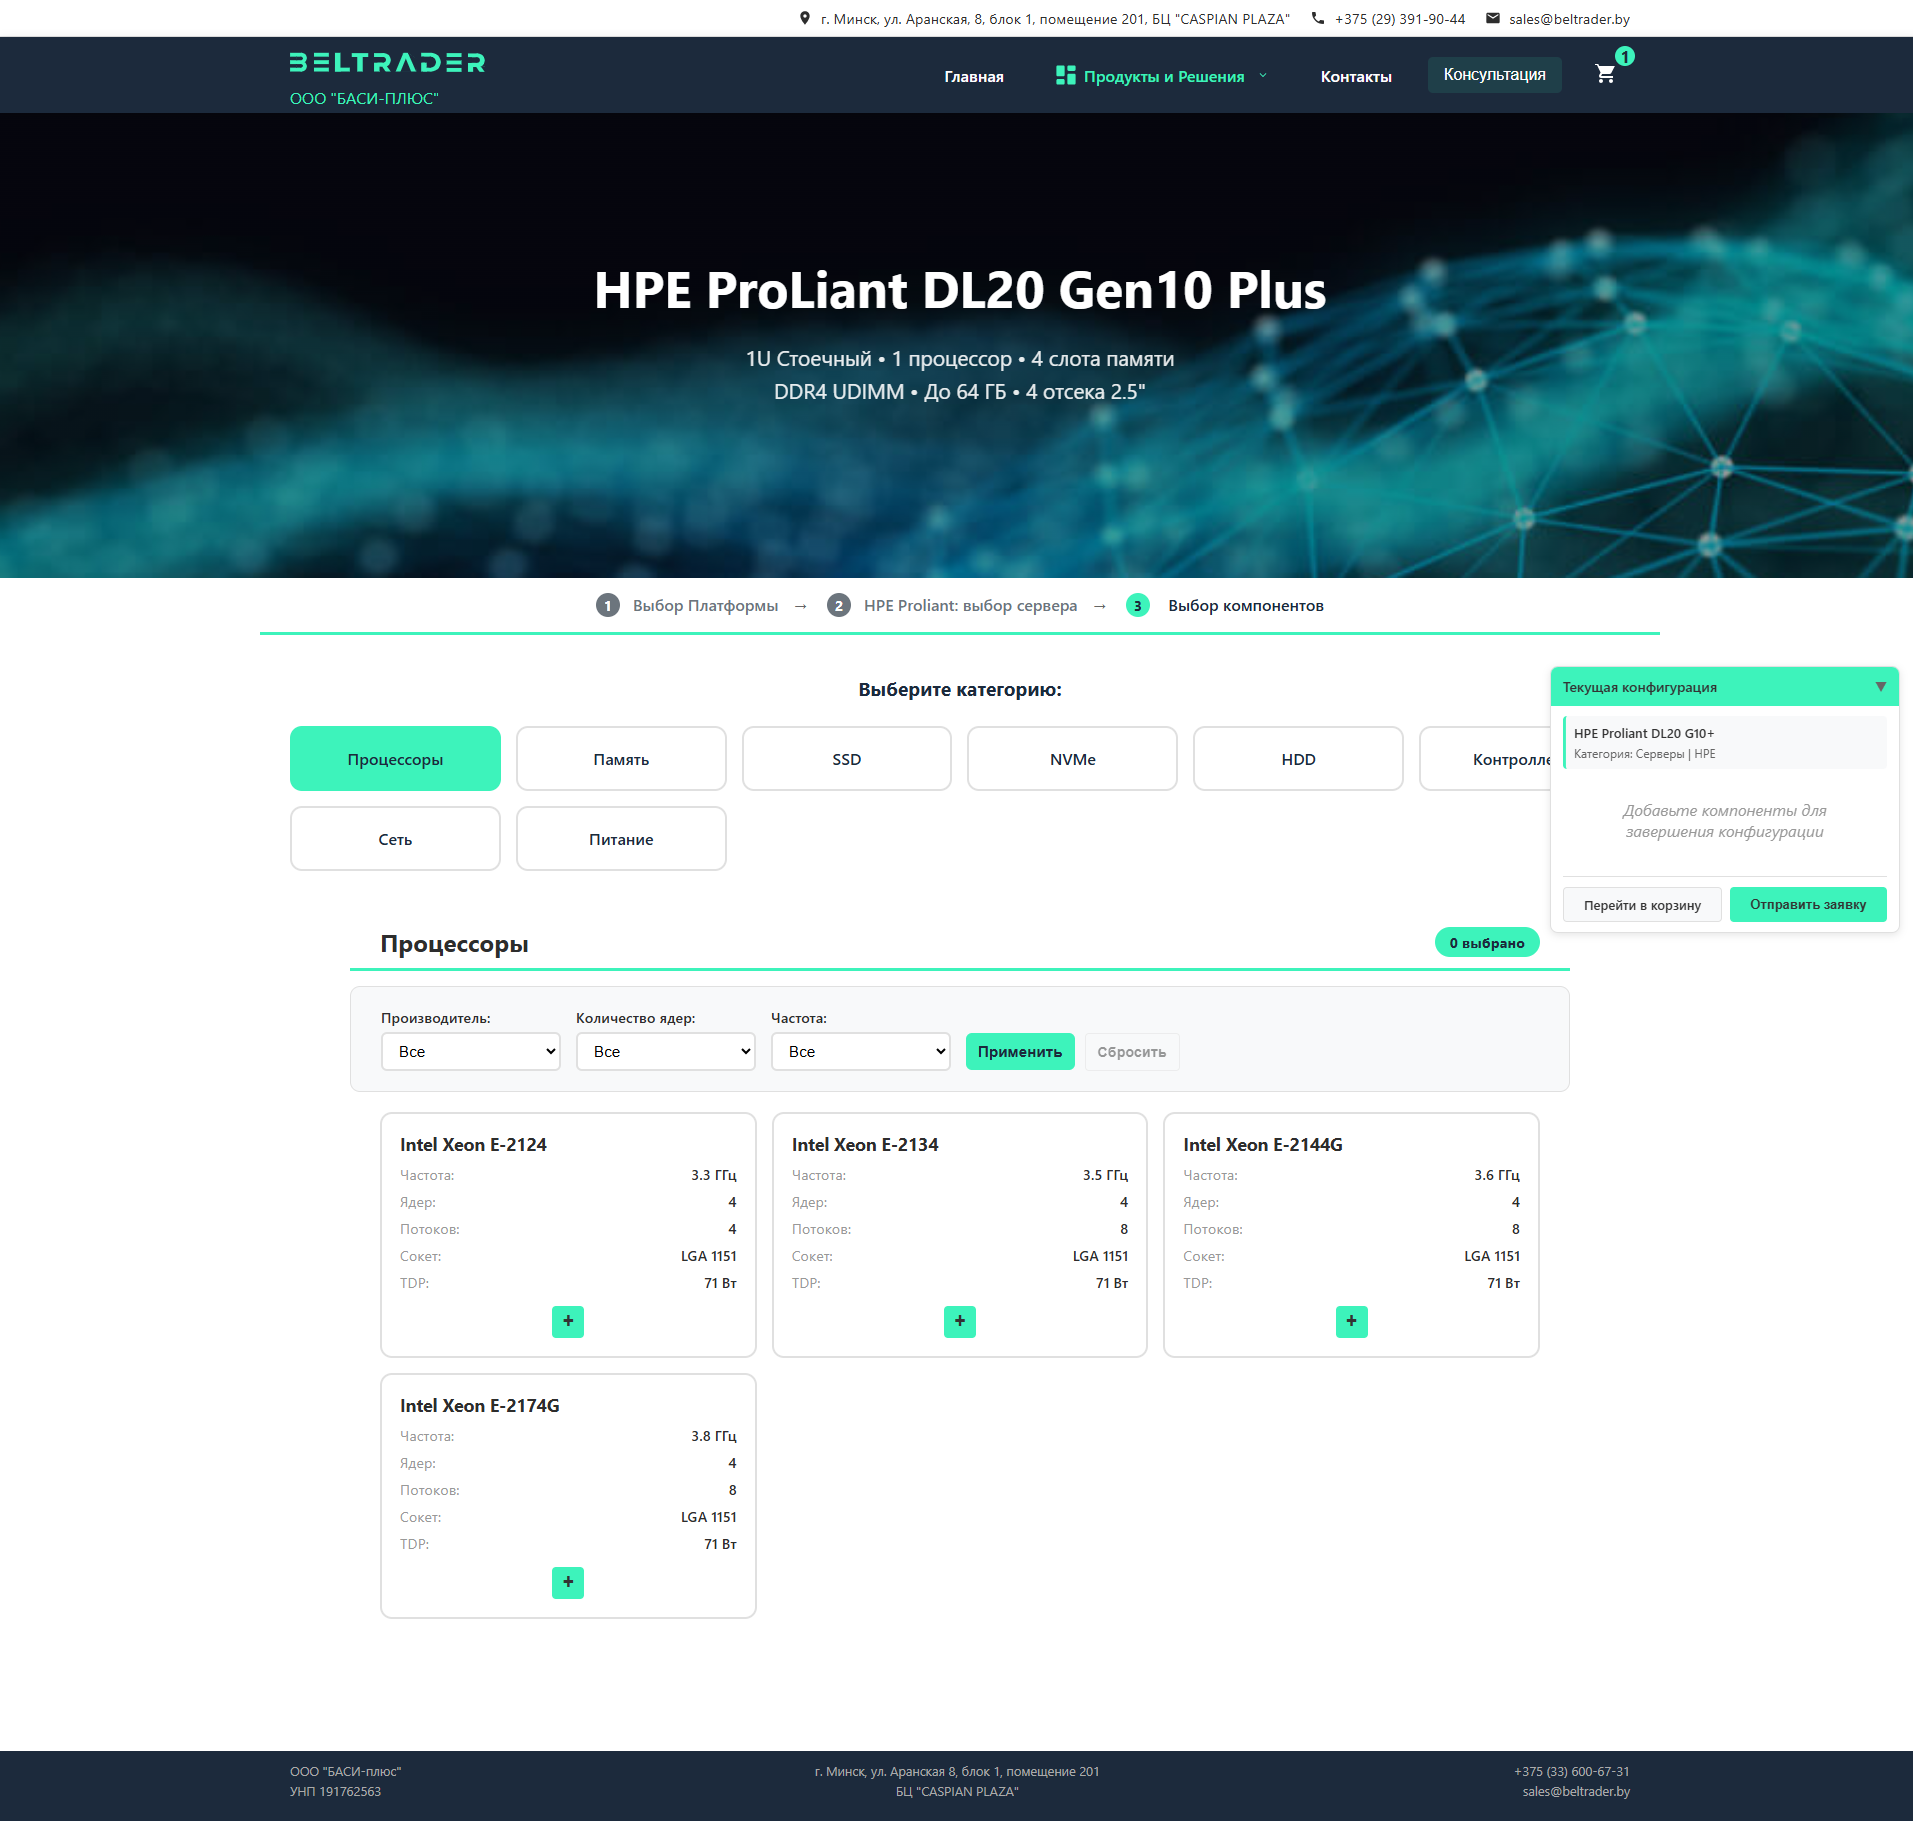 г. Минск, ул. Аранская, 8, блок 1, помещение 201, БЦ "CASPIAN PLAZA" +375 (29) 391-90-44 sales@beltrader.by
BELTRADER
ООО "БАСИ-ПЛЮС"
Главная Продукты и Решения Контакты Консультация 1
HPE ProLiant DL20 Gen10 Plus
1U Стоечный • 1 процессор • 4 слота памяти
DDR4 UDIMM • До 64 ГБ • 4 отсека 2.5"
1 Выбор Платформы → 2 HPE Proliant: выбор сервера → 3 Выбор компонентов
Выберите категорию:
Процессоры Память SSD NVMe HDD Контролле
Сеть Питание
Текущая конфигурация ▼
HPE Proliant DL20 G10+
Категория: Серверы | HPE
Добавьте компоненты для
завершения конфигурации
Перейти в корзину Отправить заявку
Процессоры 0 выбрано
Производитель: Количество ядер: Частота:
Все Все Все Применить Сбросить
Intel Xeon E-2124
Частота: 3.3 ГГц
Ядер: 4
Потоков: 4
Сокет: LGA 1151
TDP: 71 Вт
+
Intel Xeon E-2134
Частота: 3.5 ГГц
Ядер: 4
Потоков: 8
Сокет: LGA 1151
TDP: 71 Вт
+
Intel Xeon E-2144G
Частота: 3.6 ГГц
Ядер: 4
Потоков: 8
Сокет: LGA 1151
TDP: 71 Вт
+
Intel Xeon E-2174G
Частота: 3.8 ГГц
Ядер: 4
Потоков: 8
Сокет: LGA 1151
TDP: 71 Вт
+
ООО "БАСИ-плюс"
УНП 191762563
г. Минск, ул. Аранская 8, блок 1, помещение 201
БЦ "CASPIAN PLAZA"
+375 (33) 600-67-31
sales@beltrader.by